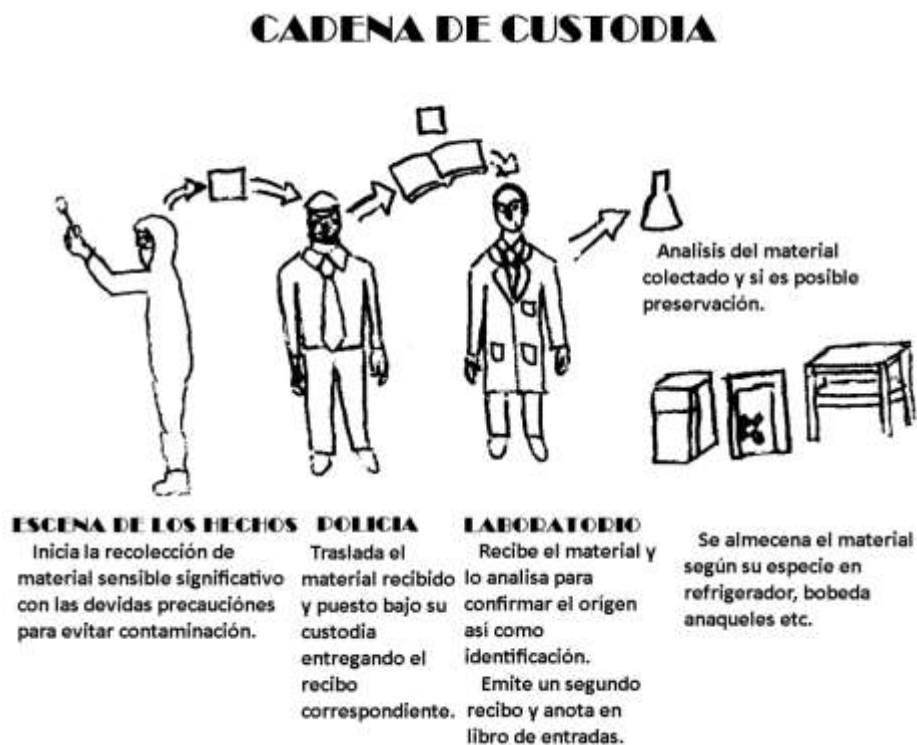 CADENA DE CUSTODIA
Analisis del material
colectado y si es posible
preservación.
ESCENA DE LOS HECHOS
Inicia la recolección de
material sensible significativo
con las devidas precauciónes
para evitar contaminación.
POLICIA
Traslada el
material recibido
y puesto bajo su
custodia
entregando el
recibo
correspondiente.
LABORATORIO
Recibe el material y
lo analisa para
confirmar el orígen
así como
identificación.
Emite un segundo
recibo y anota en
libro de entradas.
Se almecena el material
según su especie en
refrigerador, bobeda
anaqueles etc.